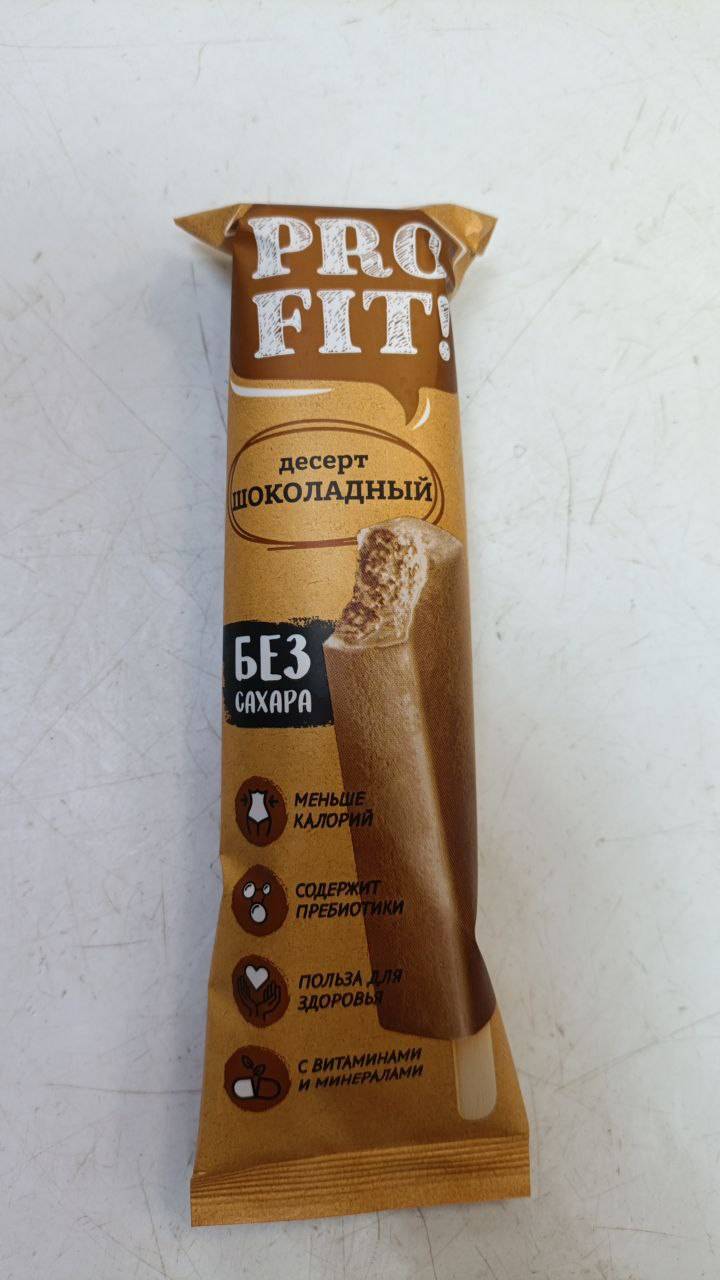 PRO
FIT!
десерт
ШОКОЛАДНЫЙ
БЕЗ
САХАРА
МЕНЬШЕ
КАЛОРИЙ
СОДЕРЖИТ
ПРЕБИОТИКИ
ПОЛЬЗА ДЛЯ
ЗДОРОВЬЯ
С ВИТАМИНАМИ
И МИНЕРАЛАМИ